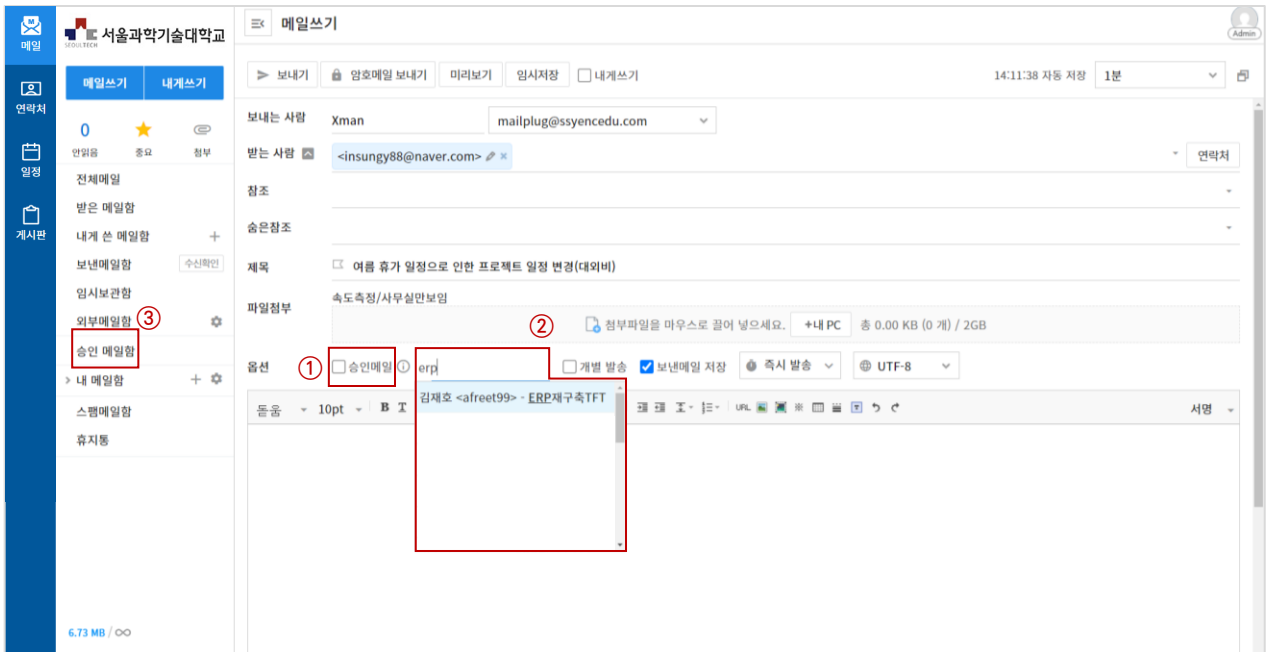 메일
연락처
일정
게시판
SEOULTECH 서울과학기술대학교
메일쓰기 내게쓰기
0
안읽음 중요 첨부
전체메일
받은 메일함
내게 쓴 메일함
보낸메일함 수신확인
임시보관함
외부메일함 ③
승인 메일함
내 메일함
스팸메일함
휴지통
6.73 MB / ∞
메일쓰기
Admin
보내기 암호메일 보내기 미리보기 임시저장 내게쓰기 14:11:38 자동 저장 1분
보내는 사람 Xman mailplug@ssyencedu.com
받는 사람 <insungy88@naver.com> 연락처
참조
숨은참조
제목 여름 휴가 일정으로 인한 프로젝트 일정 변경(대외비)
속도측정/사무실만보임
파일첨부
② 첨부파일을 마우스로 끌어 넣으세요. +내 PC 총 0.00 KB (0 개) / 2GB
옵션 ① 승인메일 erp 개별 발송 보낸메일 저장 즉시 발송 UTF-8
김재호 <afreet99> - ERP재구축TFT
돋움 10pt B T URL 서명